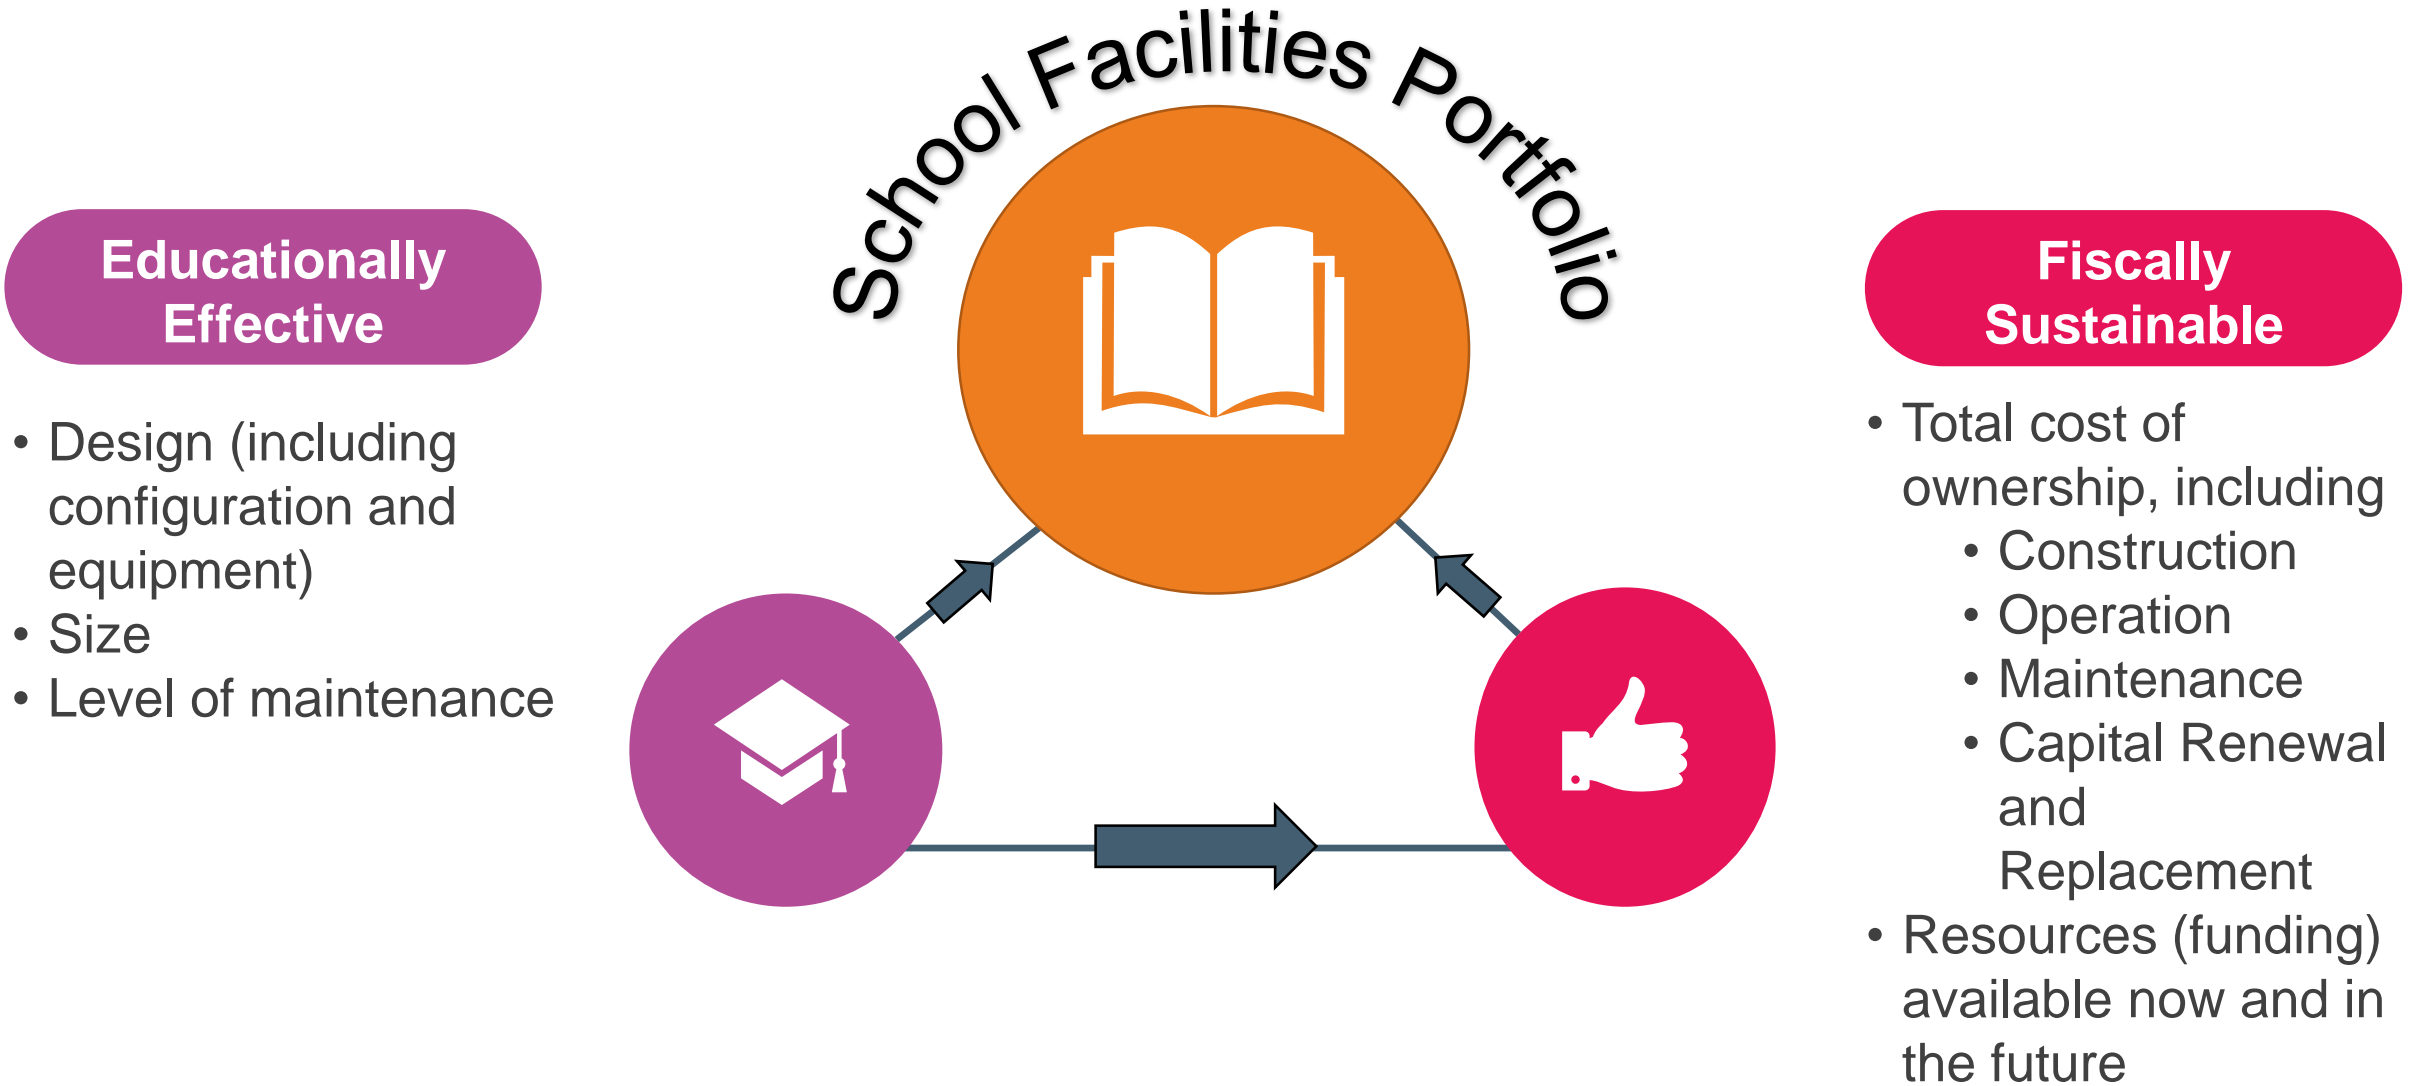 School Facilities Portfolio
Educationally
Effective
• Design (including
configuration and
equipment)
• Size
• Level of maintenance
Fiscally
Sustainable
• Total cost of
ownership, including
• Construction
• Operation
• Maintenance
• Capital Renewal
and
Replacement
• Resources (funding)
available now and in
the future